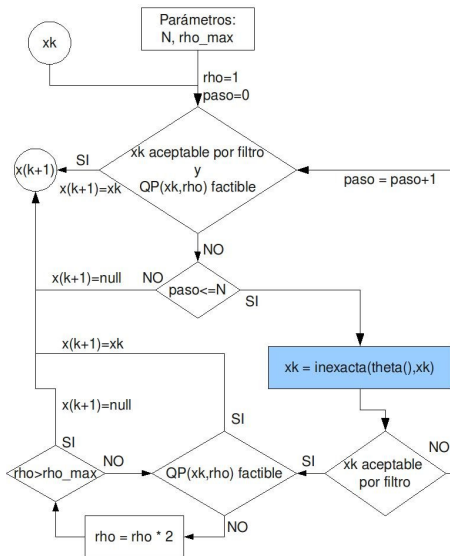 Parámetros:
N, rho_max
xk
rho=1
paso=0
xk aceptable por filtro
y
QP(xk,rho) factible
SI
x(k+1)
x(k+1)=xk
paso = paso+1
NO
x(k+1)=null
NO
paso<=N
SI
x(k+1)=xk
xk = inexacta(theta(),xk)
x(k+1)=null
SI
SI
rho>rho_max
NO
QP(xk,rho) factible
SI
xk aceptable
por filtro
NO
NO
rho = rho * 2